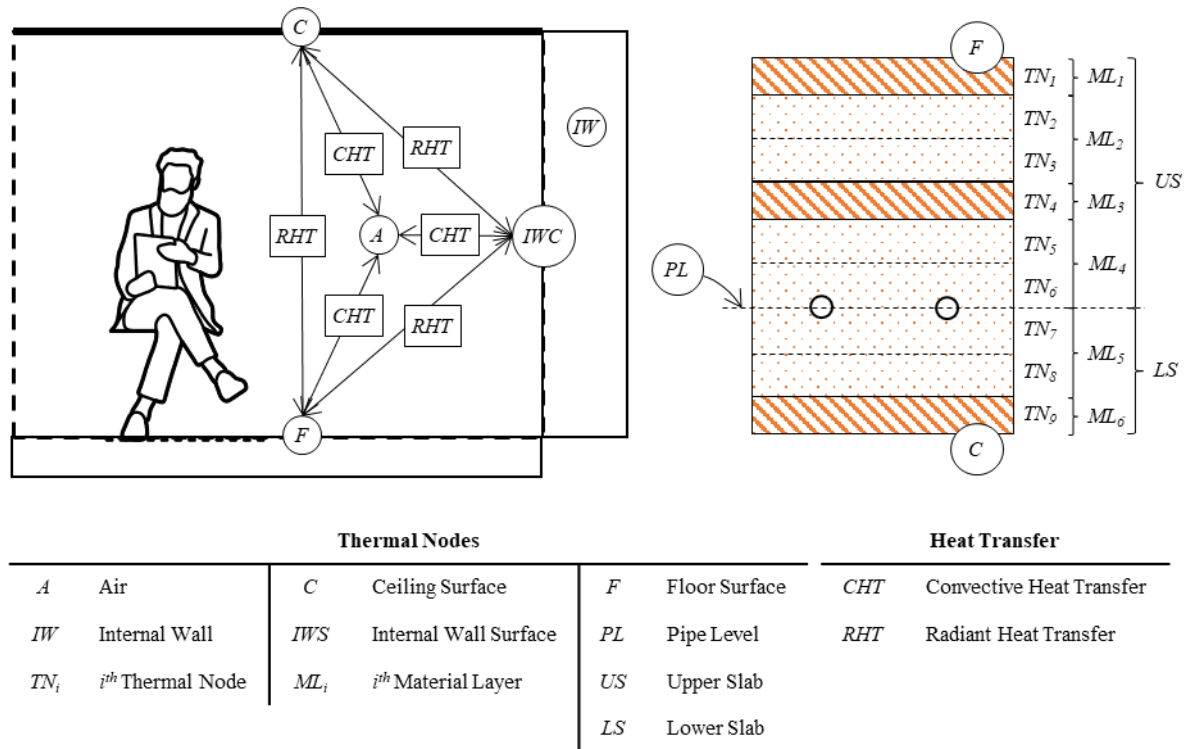 C
IW
CHT
RHT
RHT
A
CHT
IWC
CHT
RHT
F
F
TN1
ML1
TN2
ML2
TN3
US
TN4
ML3
TN5
ML4
PL
TN6
TN7
ML5
LS
TN8
TN9
ML6
C
Thermal Nodes Heat Transfer
A Air C Ceiling Surface F Floor Surface CHT Convective Heat Transfer
IW Internal Wall IWS Internal Wall Surface PL Pipe Level RHT Radiant Heat Transfer
TNi ith Thermal Node MLi ith Material Layer US Upper Slab
LS Lower Slab